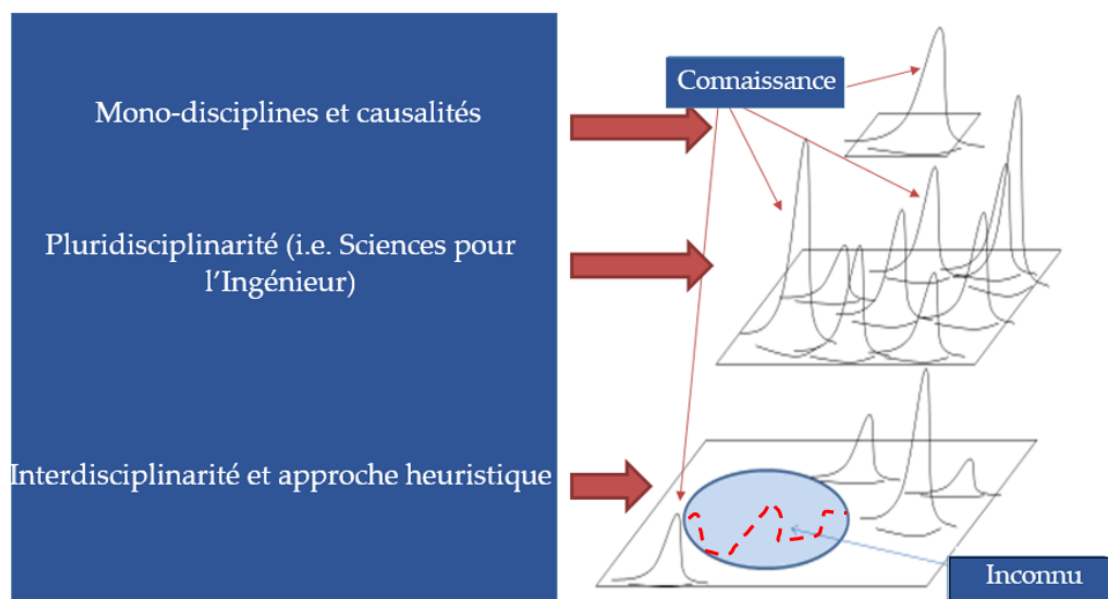 Connaissance
Mono-disciplines et causalités
Pluridisciplinarité (i.e. Sciences pour
l'Ingénieur)
Interdisciplinarité et approche heuristique
Inconnu